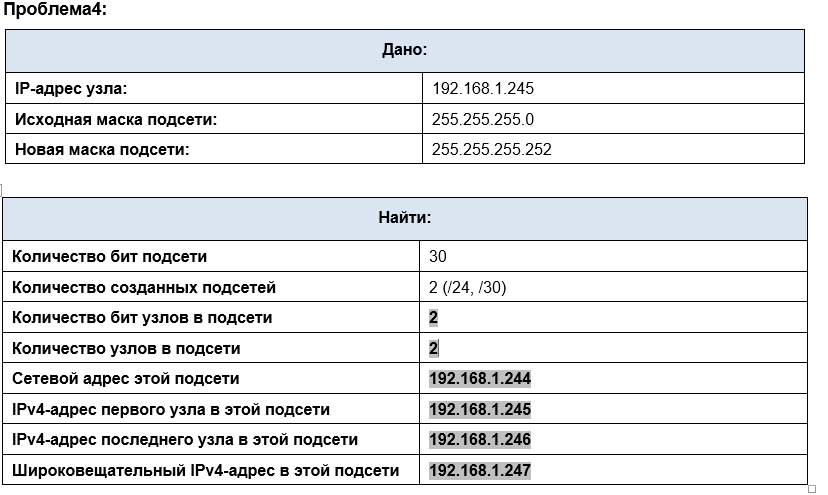 Проблема4:
Дано:
IP-адрес узла: 192.168.1.245
Исходная маска подсети: 255.255.255.0
Новая маска подсети: 255.255.255.252
Найти:
Количество бит подсети 30
Количество созданных подсетей 2 (/24, /30)
Количество бит узлов в подсети 2
Количество узлов в подсети 2
Сетевой адрес этой подсети 192.168.1.244
IPv4-адрес первого узла в этой подсети 192.168.1.245
IPv4-адрес последнего узла в этой подсети 192.168.1.246
Широковещательный IPv4-адрес в этой подсети 192.168.1.247